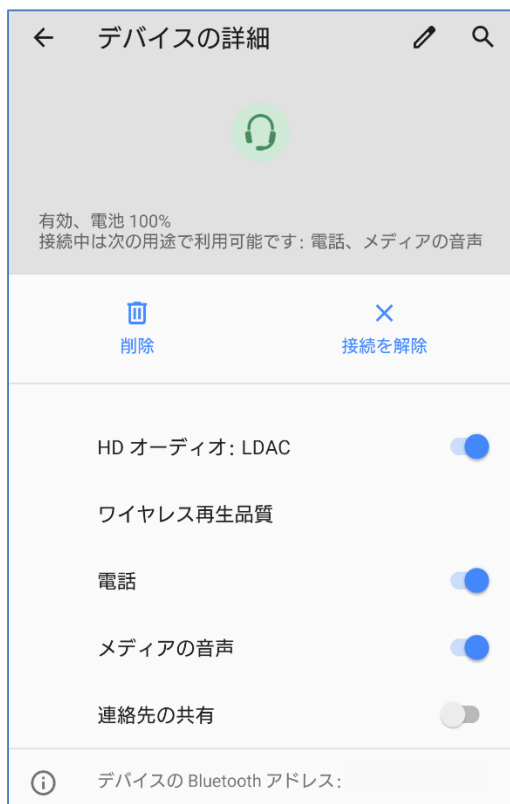 デバイスの詳細
有効、電池 100%
接続中は次の用途で利用可能です: 電話、メディアの音声
削除
接続を解除
HD オーディオ: LDAC
ワイヤレス再生品質
電話
メディアの音声
連絡先の共有
デバイスの Bluetooth アドレス: